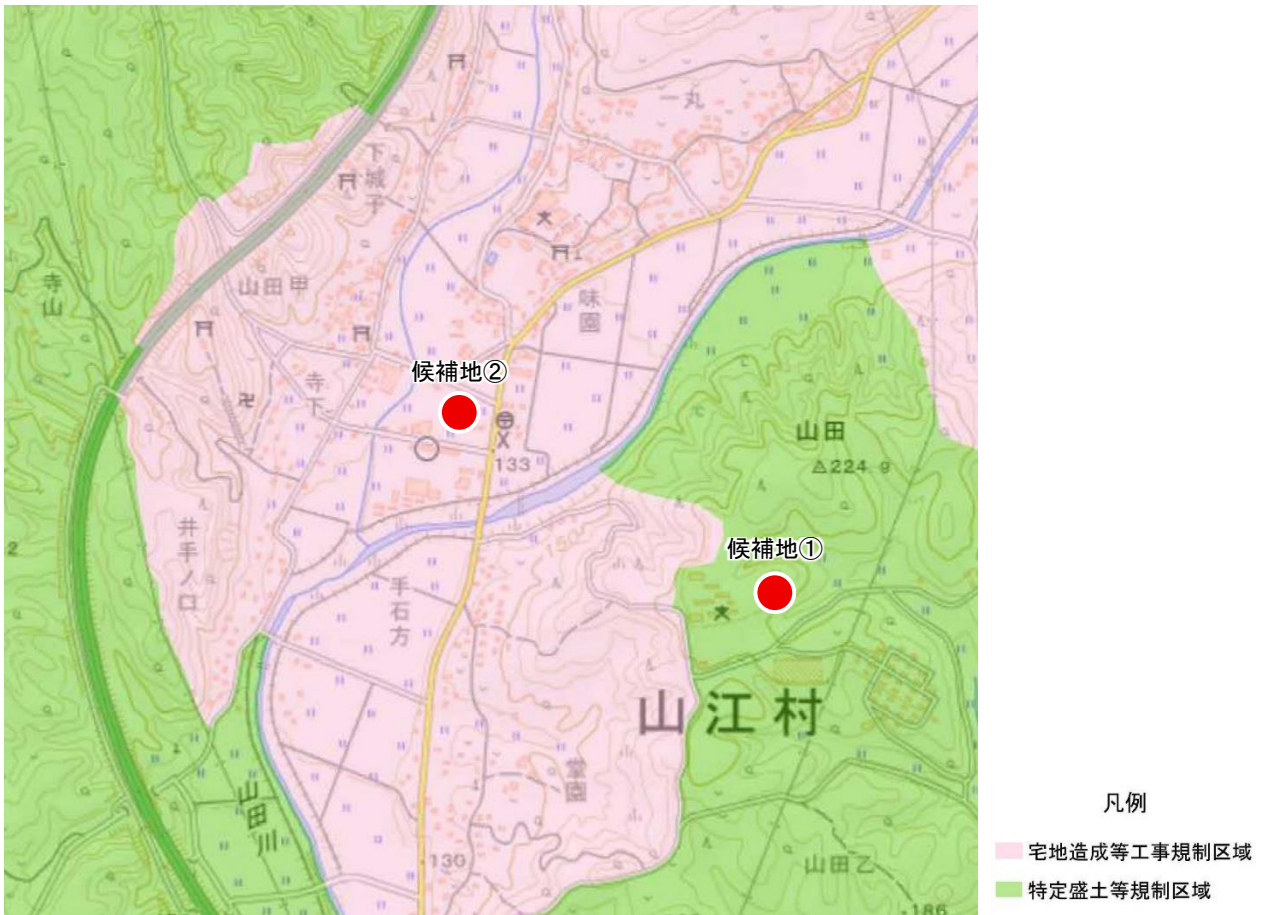 一丸
下城子
寺山
山田甲
味園
候補地②
寺下
山田
133
224.9
井手ノ口
150
2
候補地①
手石方
山江村
堂園
山田川
凡例
宅地造成等工事規制区域
130
山田乙
特定盛土等規制区域
186